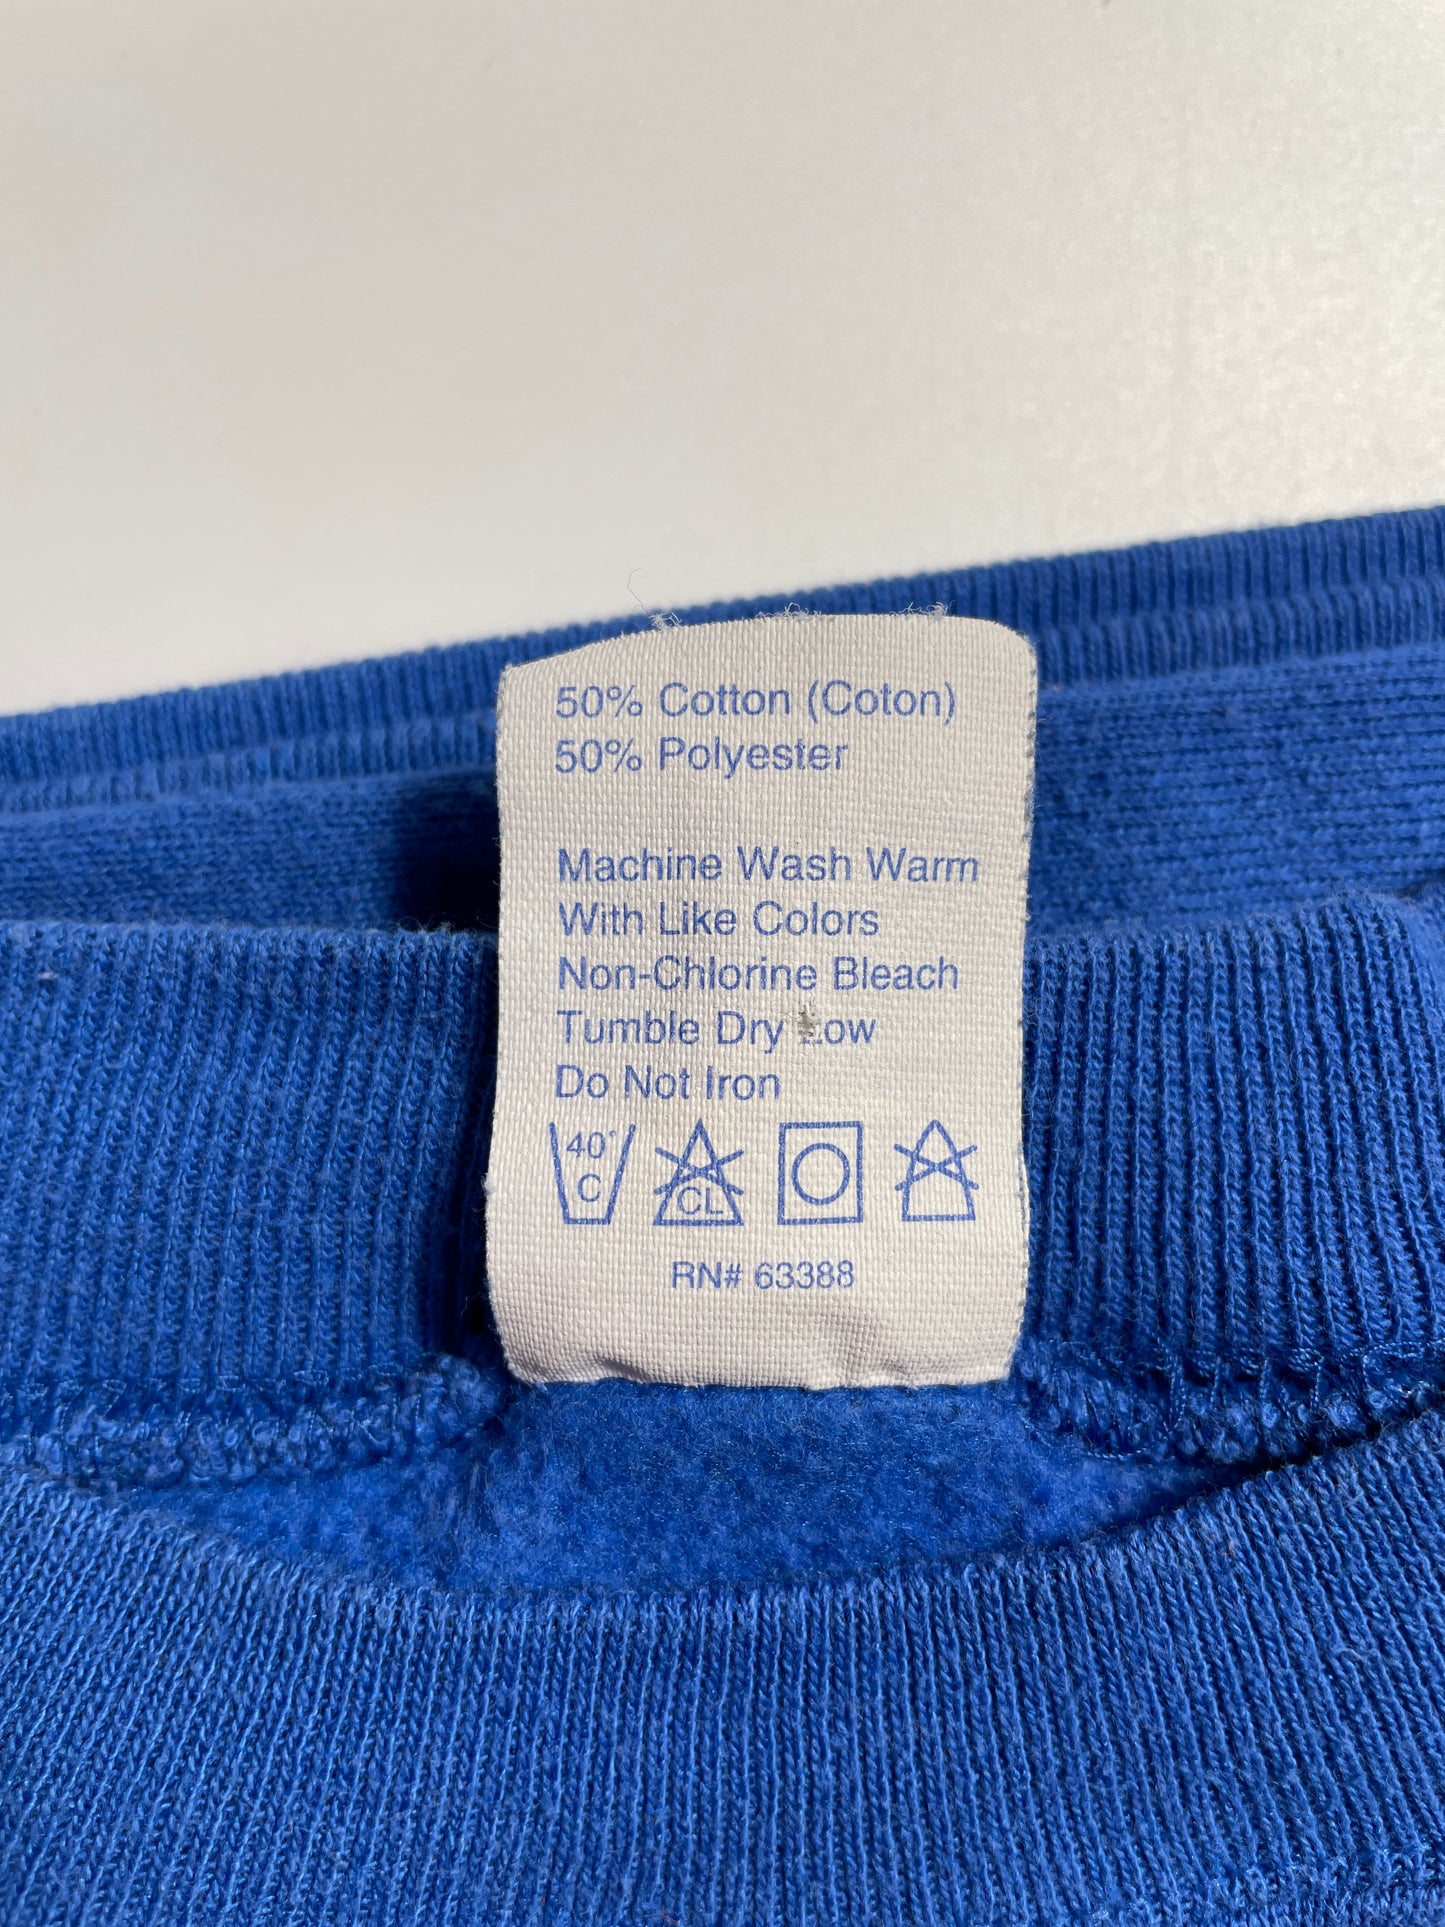 50% Cotton (Coton)
50% Polyester
Machine Wash Warm
With Like Colors
Non-Chlorine Bleach
Tumble Dry Low
Do Not Iron
40°
C
CL
RN# 63388